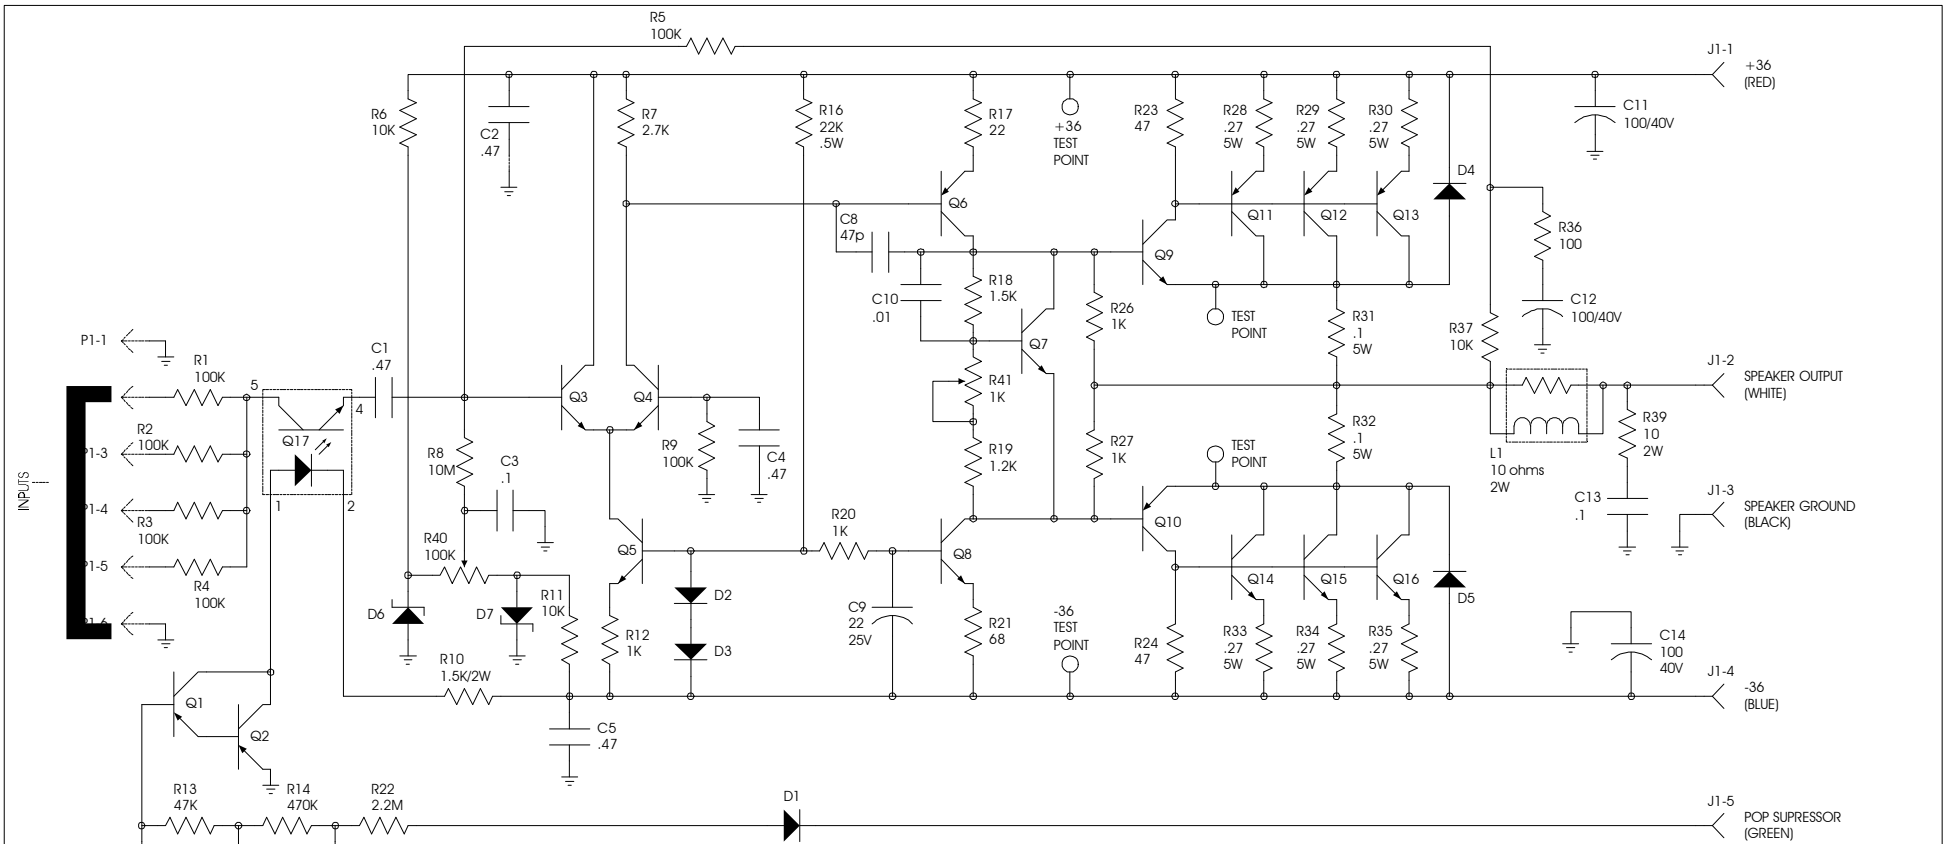 R5
100K
J1-1
+36
(RED)
R6
10K
C2
.47
R7
2.7K
R16
22K
.5W
R17
22
+36
TEST
POINT
R23
47
R28
.27
5W
R29
.27
5W
R30
.27
5W
D4
C11
100/40V
Q6
C8
47p
Q11
Q12
Q13
Q9
R36
100
C12
100/40V
C10
.01
R18
1.5K
Q7
R26
1K
TEST
POINT
R31
.1
5W
R37
10K
P1-1
R1
100K
5
4
C1
.47
Q17
R2
100K
P1-3
1
2
P1-4
R3
100K
P1-5
R4
100K
P1-6
INPUTS
Q3
Q4
R8
10M
C3
.1
R9
100K
C4
.47
R41
1K
R19
1.2K
R27
1K
TEST
POINT
R32
.1
5W
L1
10 ohms
2W
J1-2
SPEAKER OUTPUT
(WHITE)
R39
10
2W
C13
.1
J1-3
SPEAKER GROUND
(BLACK)
R40
100K
D6
D7
R11
10K
Q5
R12
1K
D2
D3
R20
1K
C9
22
25V
Q8
R21
68
-36
TEST
POINT
Q10
R24
47
Q14
Q15
Q16
D5
R33
.27
5W
R34
.27
5W
R35
.27
5W
C14
100
40V
J1-4
-36
(BLUE)
R10
1.5K/2W
C5
.47
Q1
Q2
R13
47K
R14
470K
R22
2.2M
D1
J1-5
POP SUPRESSOR
(GREEN)